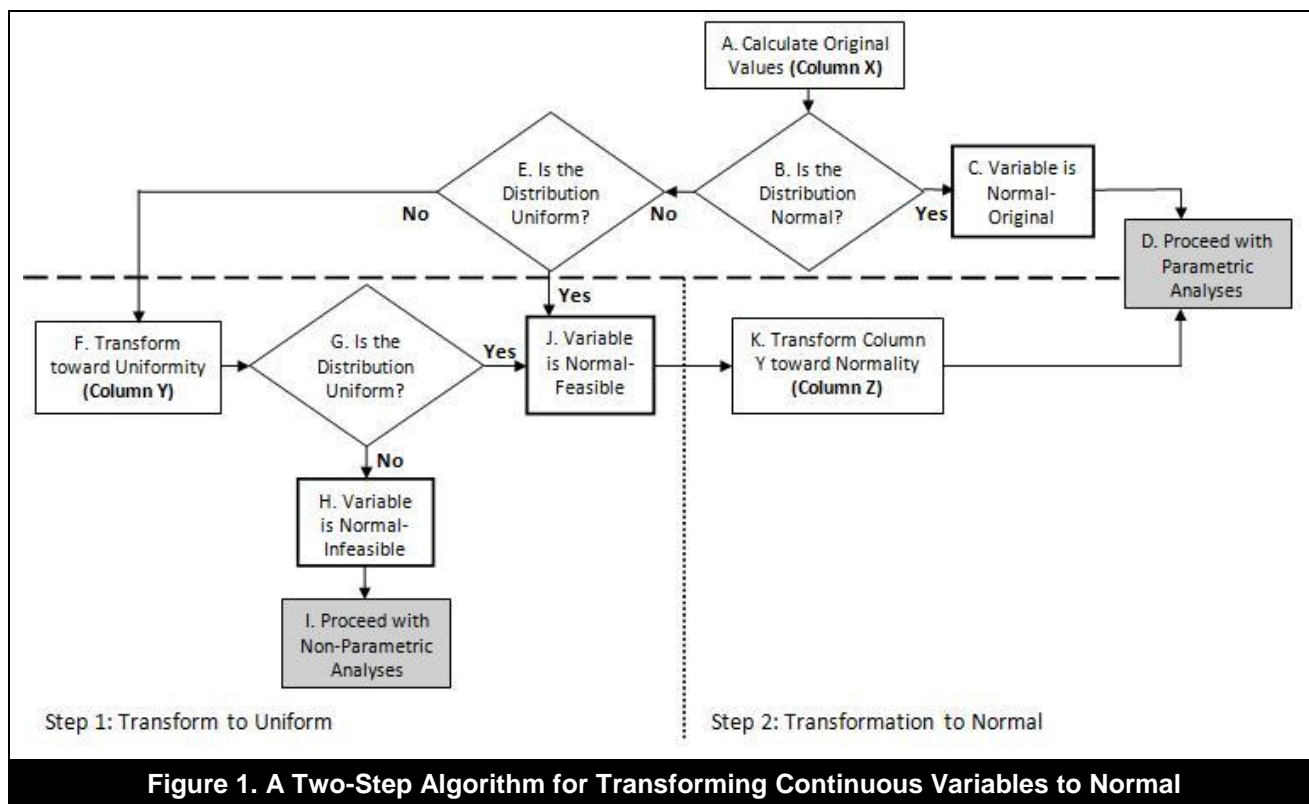 A. Calculate Original
Values (Column X)
E. Is the
Distribution
Uniform?
B. Is the
Distribution
Normal?
C. Variable is
Normal-
Original
No
No
Yes
D. Proceed with
Parametric
Analyses
Yes
F. Transform
toward Uniformity
(Column Y)
G. Is the
Distribution
Uniform?
Yes
J. Variable
is Normal-
Feasible
K. Transform Column
Y toward Normality
(Column Z)
No
H. Variable
is Normal-
Infeasible
I. Proceed with
Non-Parametric
Analyses
Step 1: Transform to Uniform
Step 2: Transformation to Normal
Figure 1. A Two-Step Algorithm for Transforming Continuous Variables to Normal